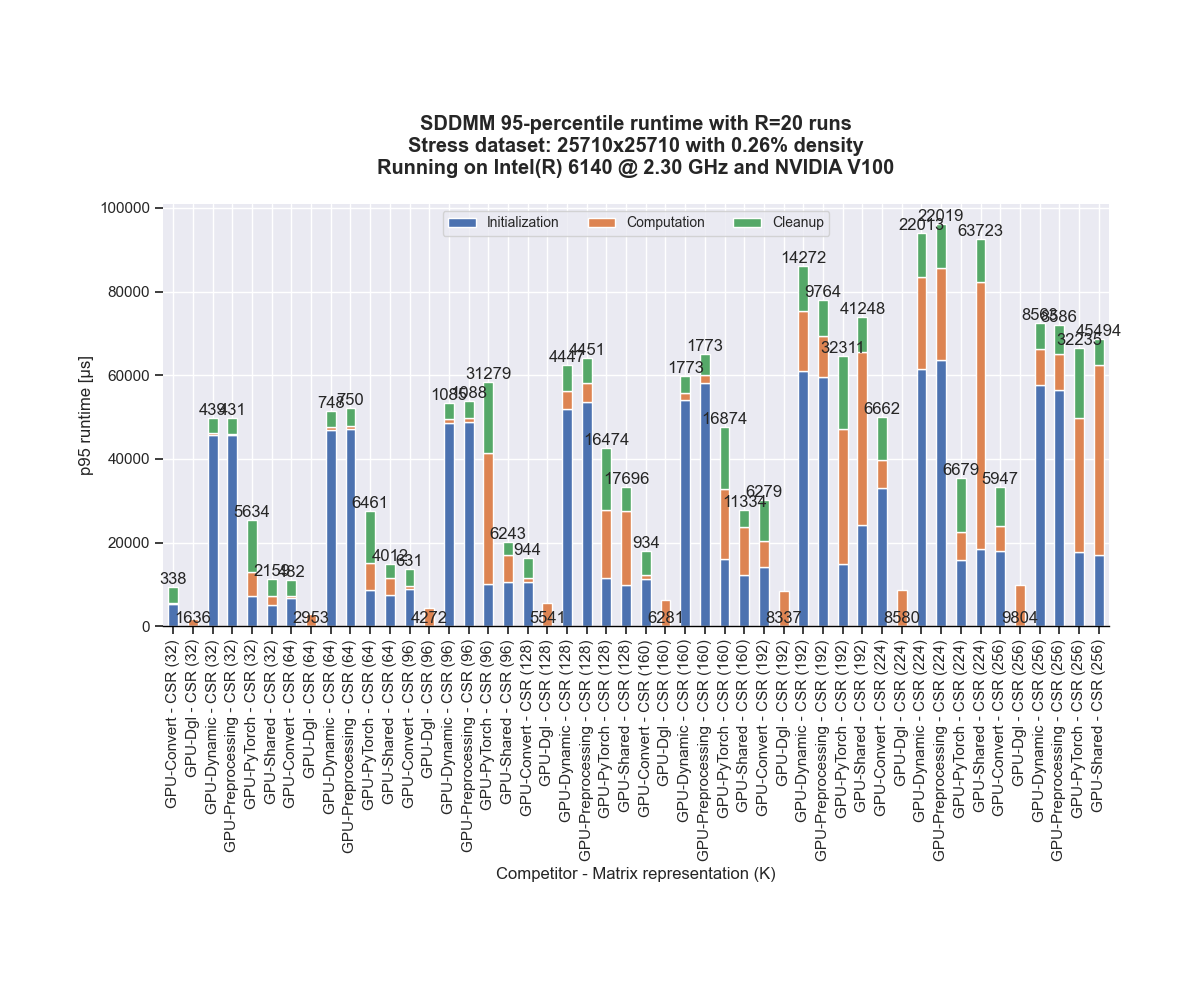 SDDMM 95-percentile runtime with R=20 runs
Stress dataset: 25710x25710 with 0.26% density
Running on Intel(R) 6140 @ 2.30 GHz and NVIDIA V100
Initialization
Computation
Cleanup
p95 runtime [µs]
100000
80000
60000
40000
20000
0
338
1636
439
431
5634
2159
482
2953
748
750
6461
4012
631
4272
1085
1088
31279
6243
944
5541
4447
4451
16474
17696
934
6281
1773
1773
16874
11334
6279
8337
14272
9764
32311
41248
6662
8580
22013
22019
6679
63723
5947
9804
8563
8586
32235
45494
GPU-Convert - CSR (32)
GPU-Dgl - CSR (32)
GPU-Dynamic - CSR (32)
GPU-Preprocessing - CSR (32)
GPU-PyTorch - CSR (32)
GPU-Shared - CSR (32)
GPU-Convert - CSR (64)
GPU-Dgl - CSR (64)
GPU-Dynamic - CSR (64)
GPU-Preprocessing - CSR (64)
GPU-PyTorch - CSR (64)
GPU-Shared - CSR (64)
GPU-Convert - CSR (96)
GPU-Dgl - CSR (96)
GPU-Dynamic - CSR (96)
GPU-Preprocessing - CSR (96)
GPU-PyTorch - CSR (96)
GPU-Shared - CSR (96)
GPU-Convert - CSR (128)
GPU-Dgl - CSR (128)
GPU-Dynamic - CSR (128)
GPU-Preprocessing - CSR (128)
GPU-PyTorch - CSR (128)
GPU-Shared - CSR (128)
GPU-Convert - CSR (160)
GPU-Dgl - CSR (160)
GPU-Dynamic - CSR (160)
GPU-Preprocessing - CSR (160)
GPU-PyTorch - CSR (160)
GPU-Shared - CSR (160)
GPU-Convert - CSR (192)
GPU-Dgl - CSR (192)
GPU-Dynamic - CSR (192)
GPU-Preprocessing - CSR (192)
GPU-PyTorch - CSR (192)
GPU-Shared - CSR (192)
GPU-Convert - CSR (224)
GPU-Dgl - CSR (224)
GPU-Dynamic - CSR (224)
GPU-Preprocessing - CSR (224)
GPU-PyTorch - CSR (224)
GPU-Shared - CSR (224)
GPU-Convert - CSR (256)
GPU-Dgl - CSR (256)
GPU-Dynamic - CSR (256)
GPU-Preprocessing - CSR (256)
GPU-PyTorch - CSR (256)
GPU-Shared - CSR (256)
Competitor - Matrix representation (K)